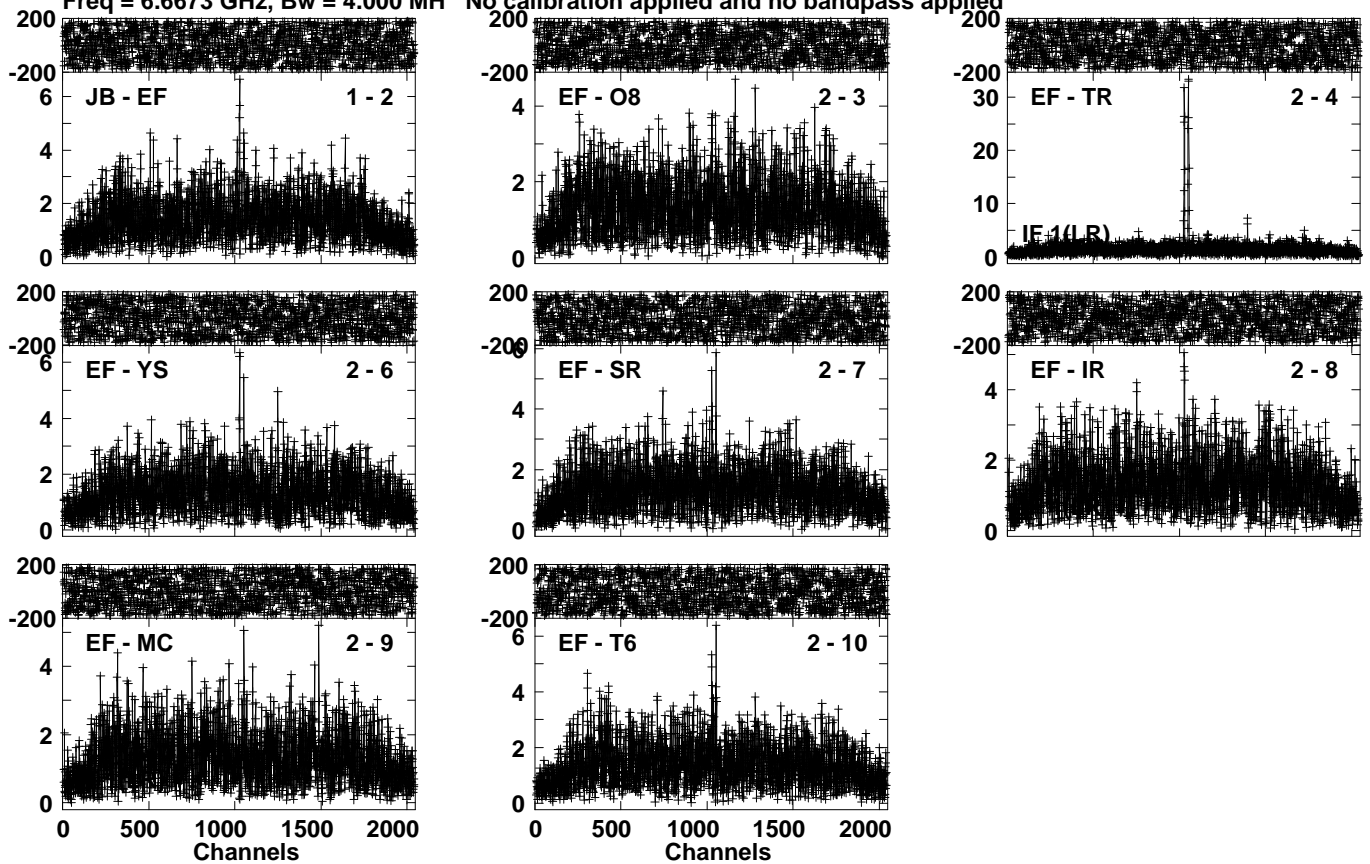 Freq = 6.6673 GHz, Bw = 4.000 MH No calibration applied and no bandpass applied
200 200 200
-200 -200 -200
JB - EF 1 - 2 EF - O8 2 - 3 EF - TR 2 - 4
6 4 30
4 2 20
2 0 10
0 IF 1(LR)
0
200 200 200
-200 -200 -200
6 6
EF - YS 2 - 6 EF - SR 2 - 7 EF - IR 2 - 8
4 4 4
2 2 2
0 0 0
200 200
-200 -200
EF - MC 2 - 9 EF - T6 2 - 10
4 6
2 4
0 2
0
0 500 1000 1500 2000 0 500 1000 1500 2000
Channels Channels